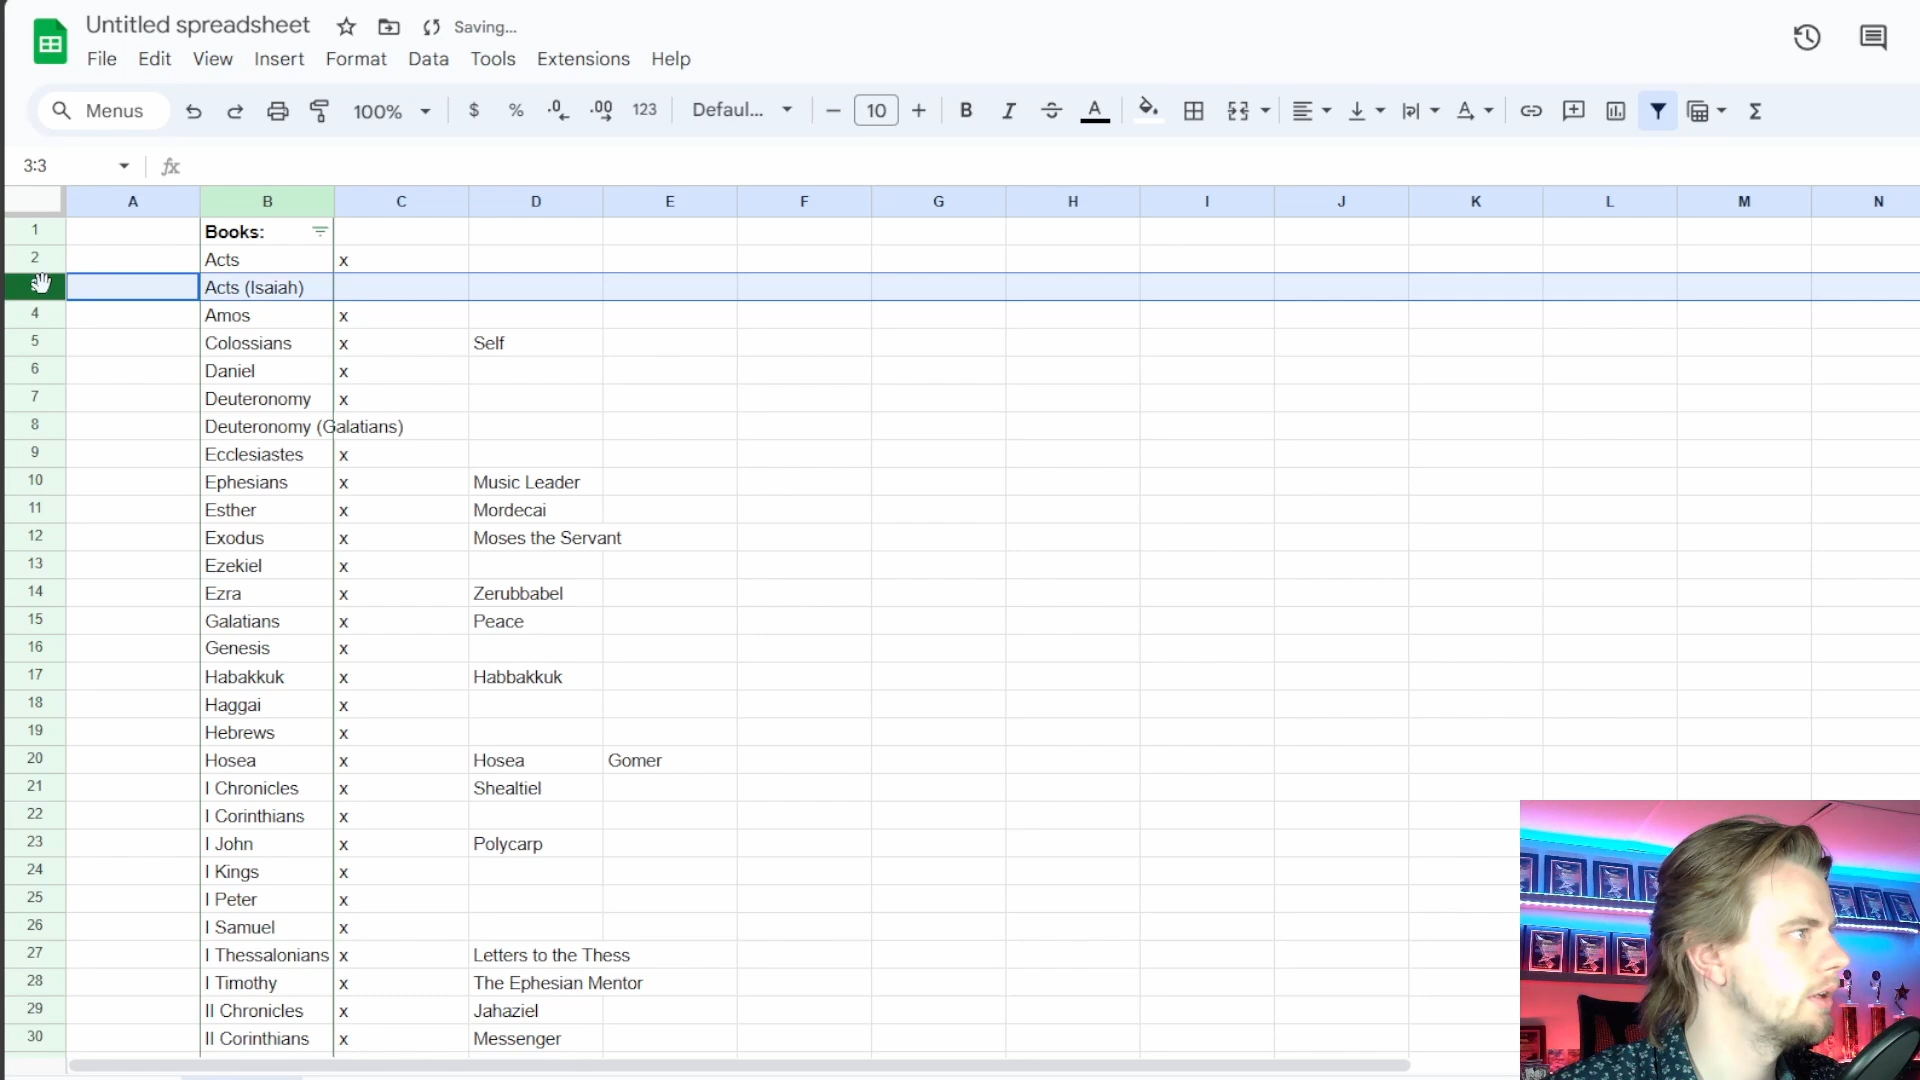 Untitled spreadsheet Saving...
File Edit View Insert Format Data Tools Extensions Help
Menus 100% $ % .0 .00 123 Defaul... 10 B I A
3:3 fx
A B C D E F G H I J K L M N
1 Books:
2 Acts x
Acts (Isaiah)
4 Amos x
5 Colossians x Self
6 Daniel x
7 Deuteronomy x
8 Deuteronomy (Galatians)
9 Ecclesiastes x
10 Ephesians x Music Leader
11 Esther x Mordecai
12 Exodus x Moses the Servant
13 Ezekiel x
14 Ezra x Zerubbabel
15 Galatians x Peace
16 Genesis x
17 Habakkuk x Habbakkuk
18 Haggai x
19 Hebrews x
20 Hosea x Hosea Gomer
21 I Chronicles x Shealtiel
22 I Corinthians x
23 I John x Polycarp
24 I Kings x
25 I Peter x
26 I Samuel x
27 I Thessalonians x Letters to the Thess
28 I Timothy x The Ephesian Mentor
29 II Chronicles x Jahaziel
30 II Corinthians x Messenger